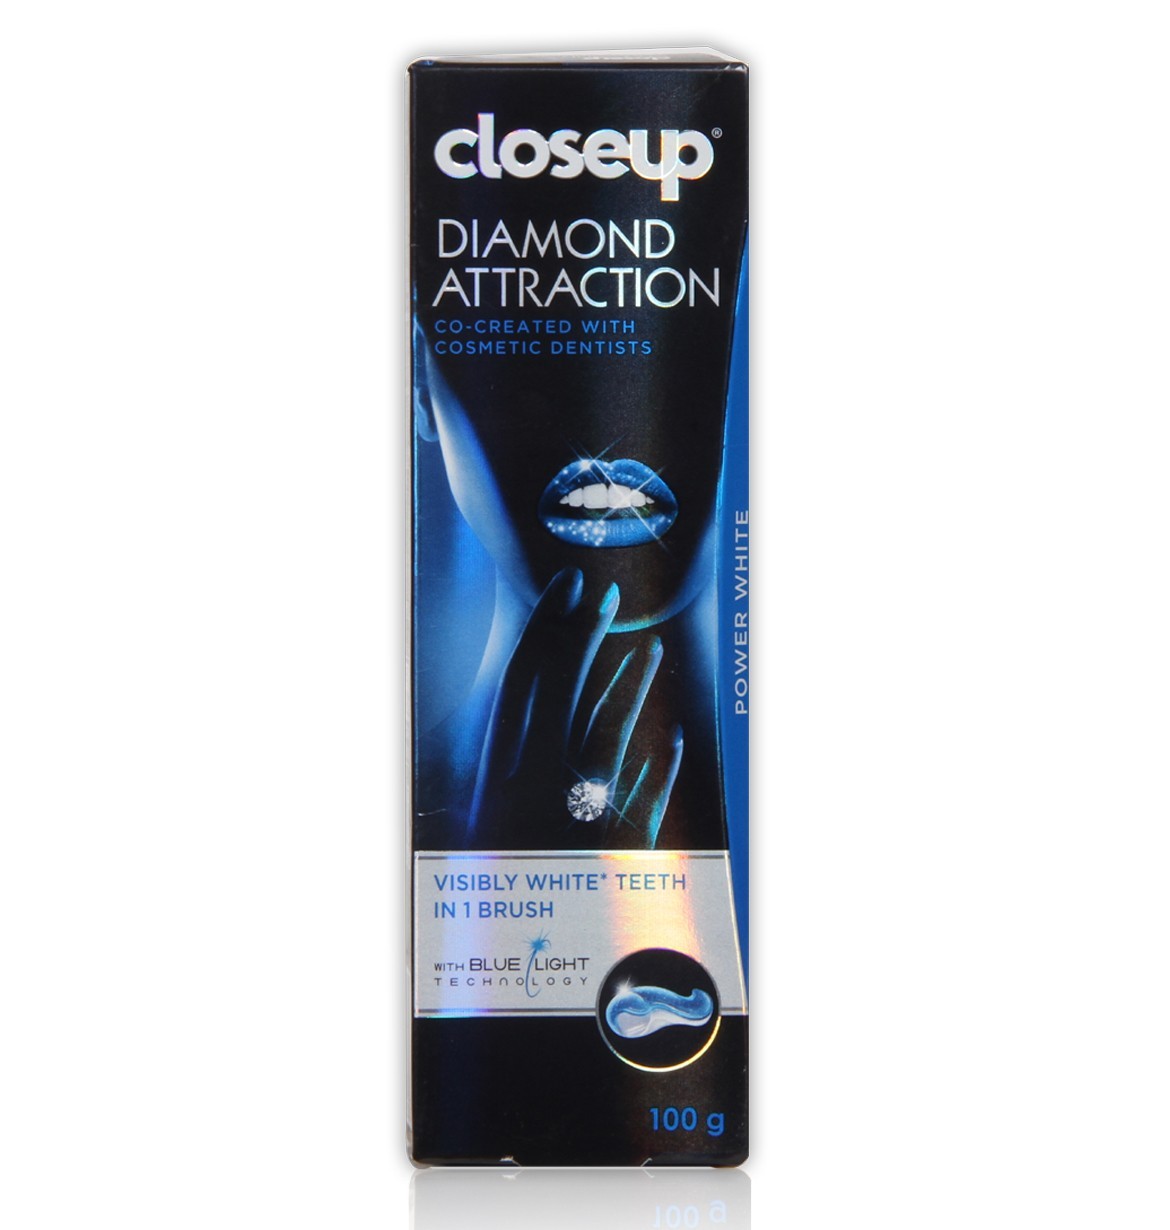 closeup®
DIAMOND
ATTRACTION
CO-CREATED WITH
COSMETIC DENTISTS
POWER WHITE
VISIBLY WHITE* TEETH
IN 1 BRUSH
WITH BLUE LIGHT
TECHNOLOGY
100 g